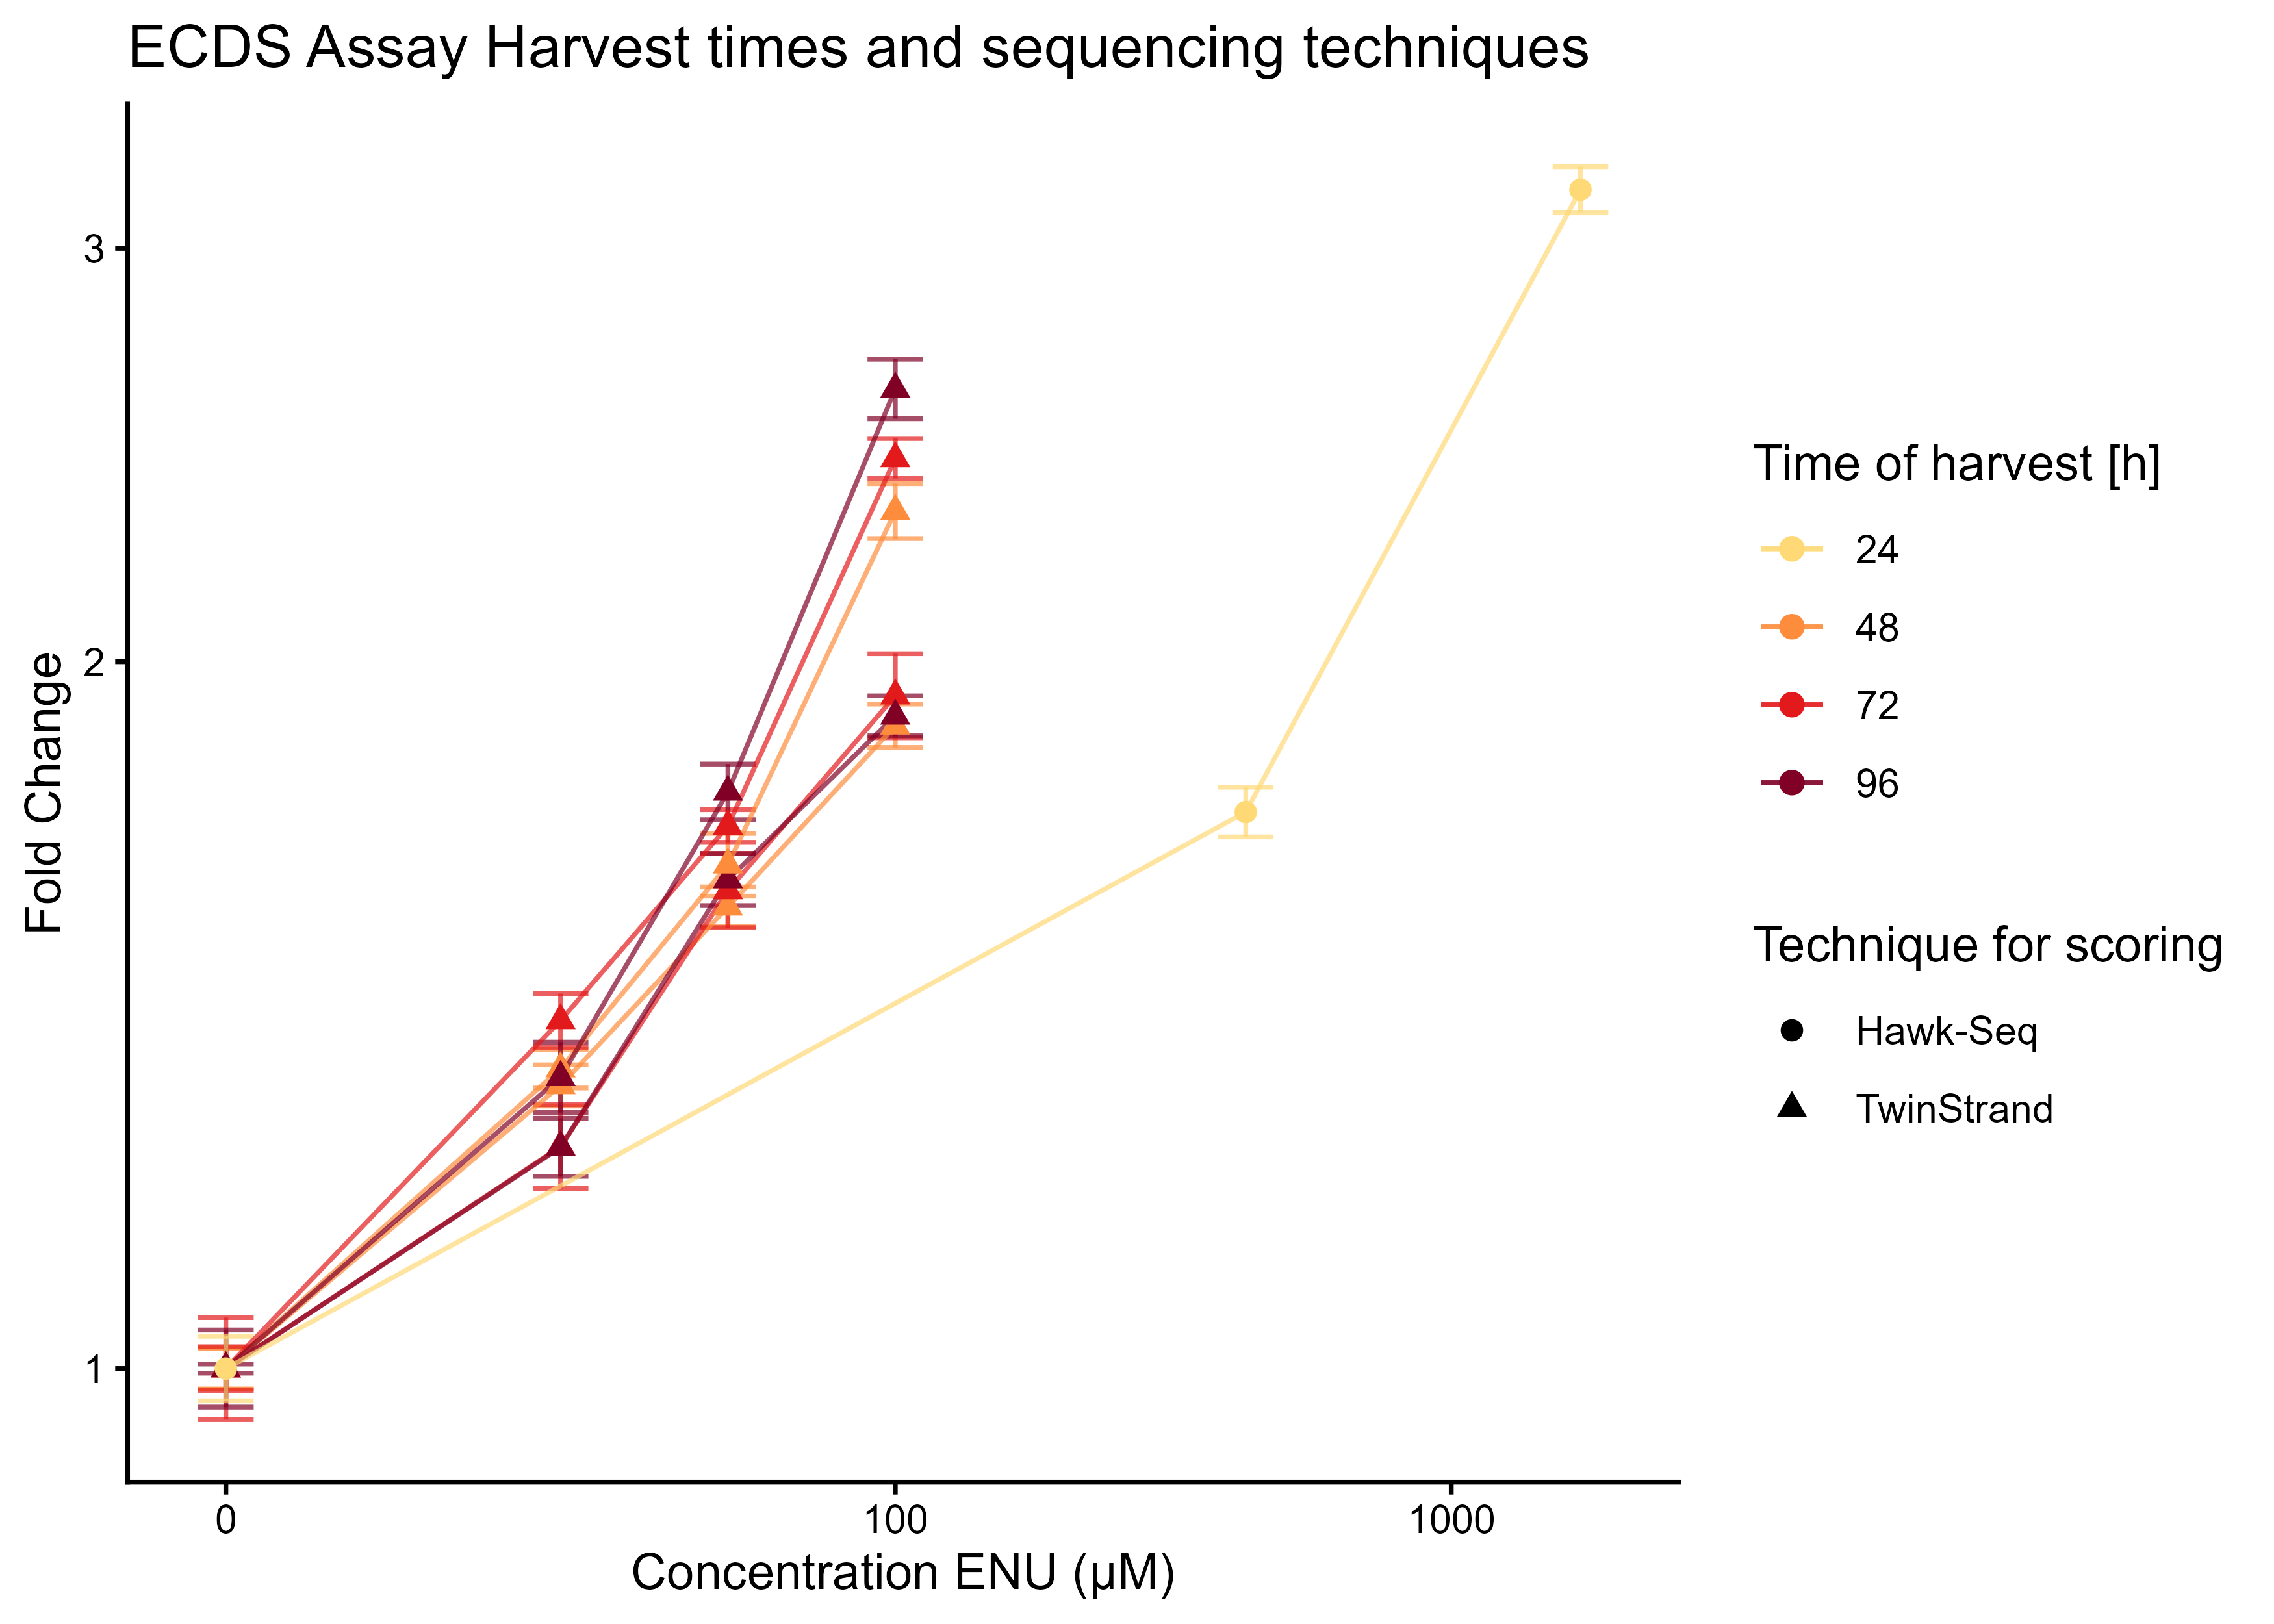 ECDS Assay Harvest times and sequencing techniques
3
2
1
Fold Change
0
100
1000
Concentration ENU (µM)
Time of harvest [h]
24
48
72
96
Technique for scoring
Hawk-Seq
TwinStrand